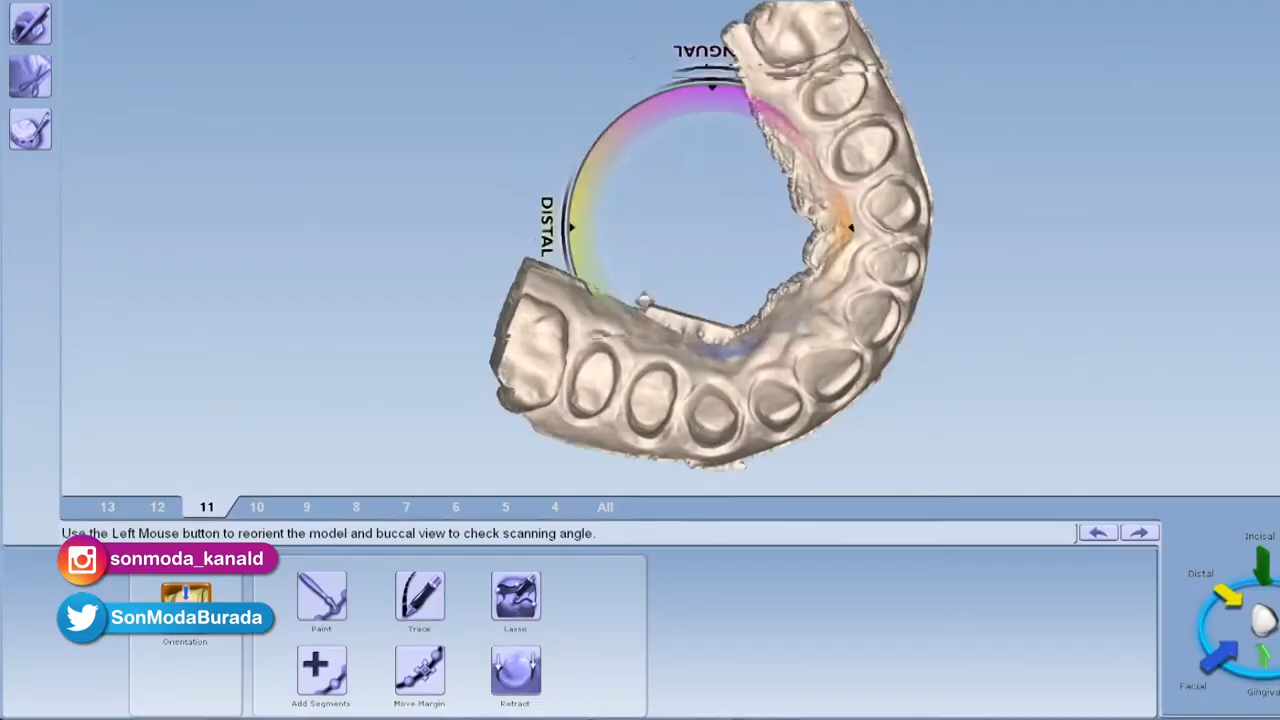 LINGUAL
DISTAL
13 12 11 10 9 8 7 6 5 4 All
Use the Left Mouse button to reorient the model and buccal view to check scanning angle.
Incisal
Distal
sonmoda_kanald
SonModaBurada
Orientation
Paint
Trace
Lasso
Facial
Gingiva
Add Segments
Move Margin
Retract